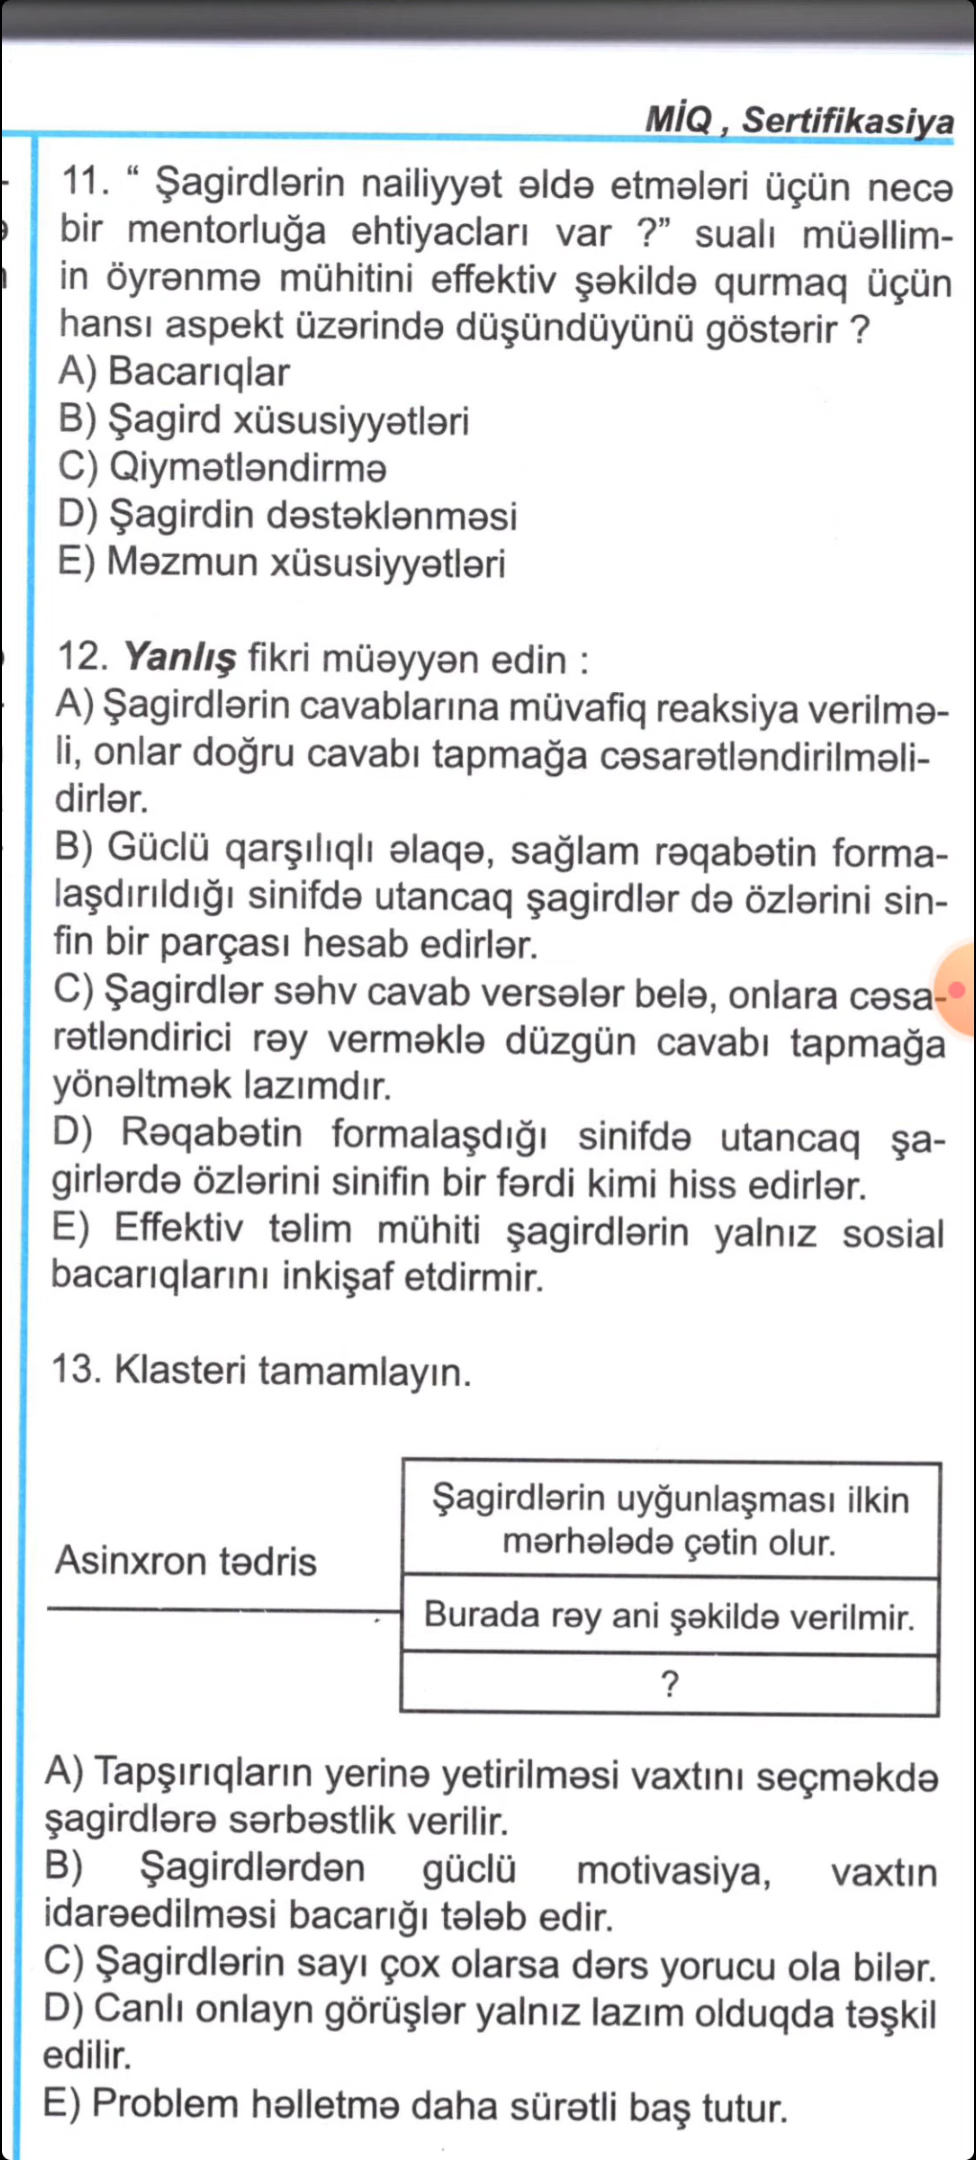 MİQ , Sertifikasiya
11. “ Şagirdlərin nailiyyət əldə etmələri üçün necə
bir mentorluğa ehtiyacları var ?” sualı müəllim-
in öyrənmə mühitini effektiv şəkildə qurmaq üçün
hansı aspekt üzərində düşündüyünü göstərir ?
A) Bacarıqlar
B) Şagird xüsusiyyətləri
C) Qiymətləndirmə
D) Şagirdin dəstəklənməsi
E) Məzmun xüsusiyyətləri
12. Yanlış fikri müəyyən edin :
A) Şagirdlərin cavablarına müvafiq reaksiya verilmə-
li, onlar doğru cavabı tapmağa cəsarətləndirilməli-
dirlər.
B) Güclü qarşılıqlı əlaqə, sağlam rəqabətin forma-
laşdırıldığı sinifdə utancaq şagirdlər də özlərini sin-
fin bir parçası hesab edirlər.
C) Şagirdlər səhv cavab versələr belə, onlara cəsa-
rətləndirici rəy verməklə düzgün cavabı tapmağa
yönəltmək lazımdır.
D) Rəqabətin formalaşdığı sinifdə utancaq şa-
girlərdə özlərini sinifin bir fərdi kimi hiss edirlər.
E) Effektiv təlim mühiti şagirdlərin yalnız sosial
bacarıqlarını inkişaf etdirmir.
13. Klasteri tamamlayın.
Asinxron tədris
Şagirdlərin uyğunlaşması ilkin
mərhələdə çətin olur.
Burada rəy ani şəkildə verilmir.
?
A) Tapşırıqların yerinə yetirilməsi vaxtını seçməkdə
şagirdlərə sərbəstlik verilir.
B) Şagirdlərdən güclü motivasiya, vaxtın
idarəedilməsi bacarığı tələb edir.
C) Şagirdlərin sayı çox olarsa dərs yorucu ola bilər.
D) Canlı onlayn görüşlər yalnız lazım olduqda təşkil
edilir.
E) Problem həlletmə daha sürətli baş tutur.